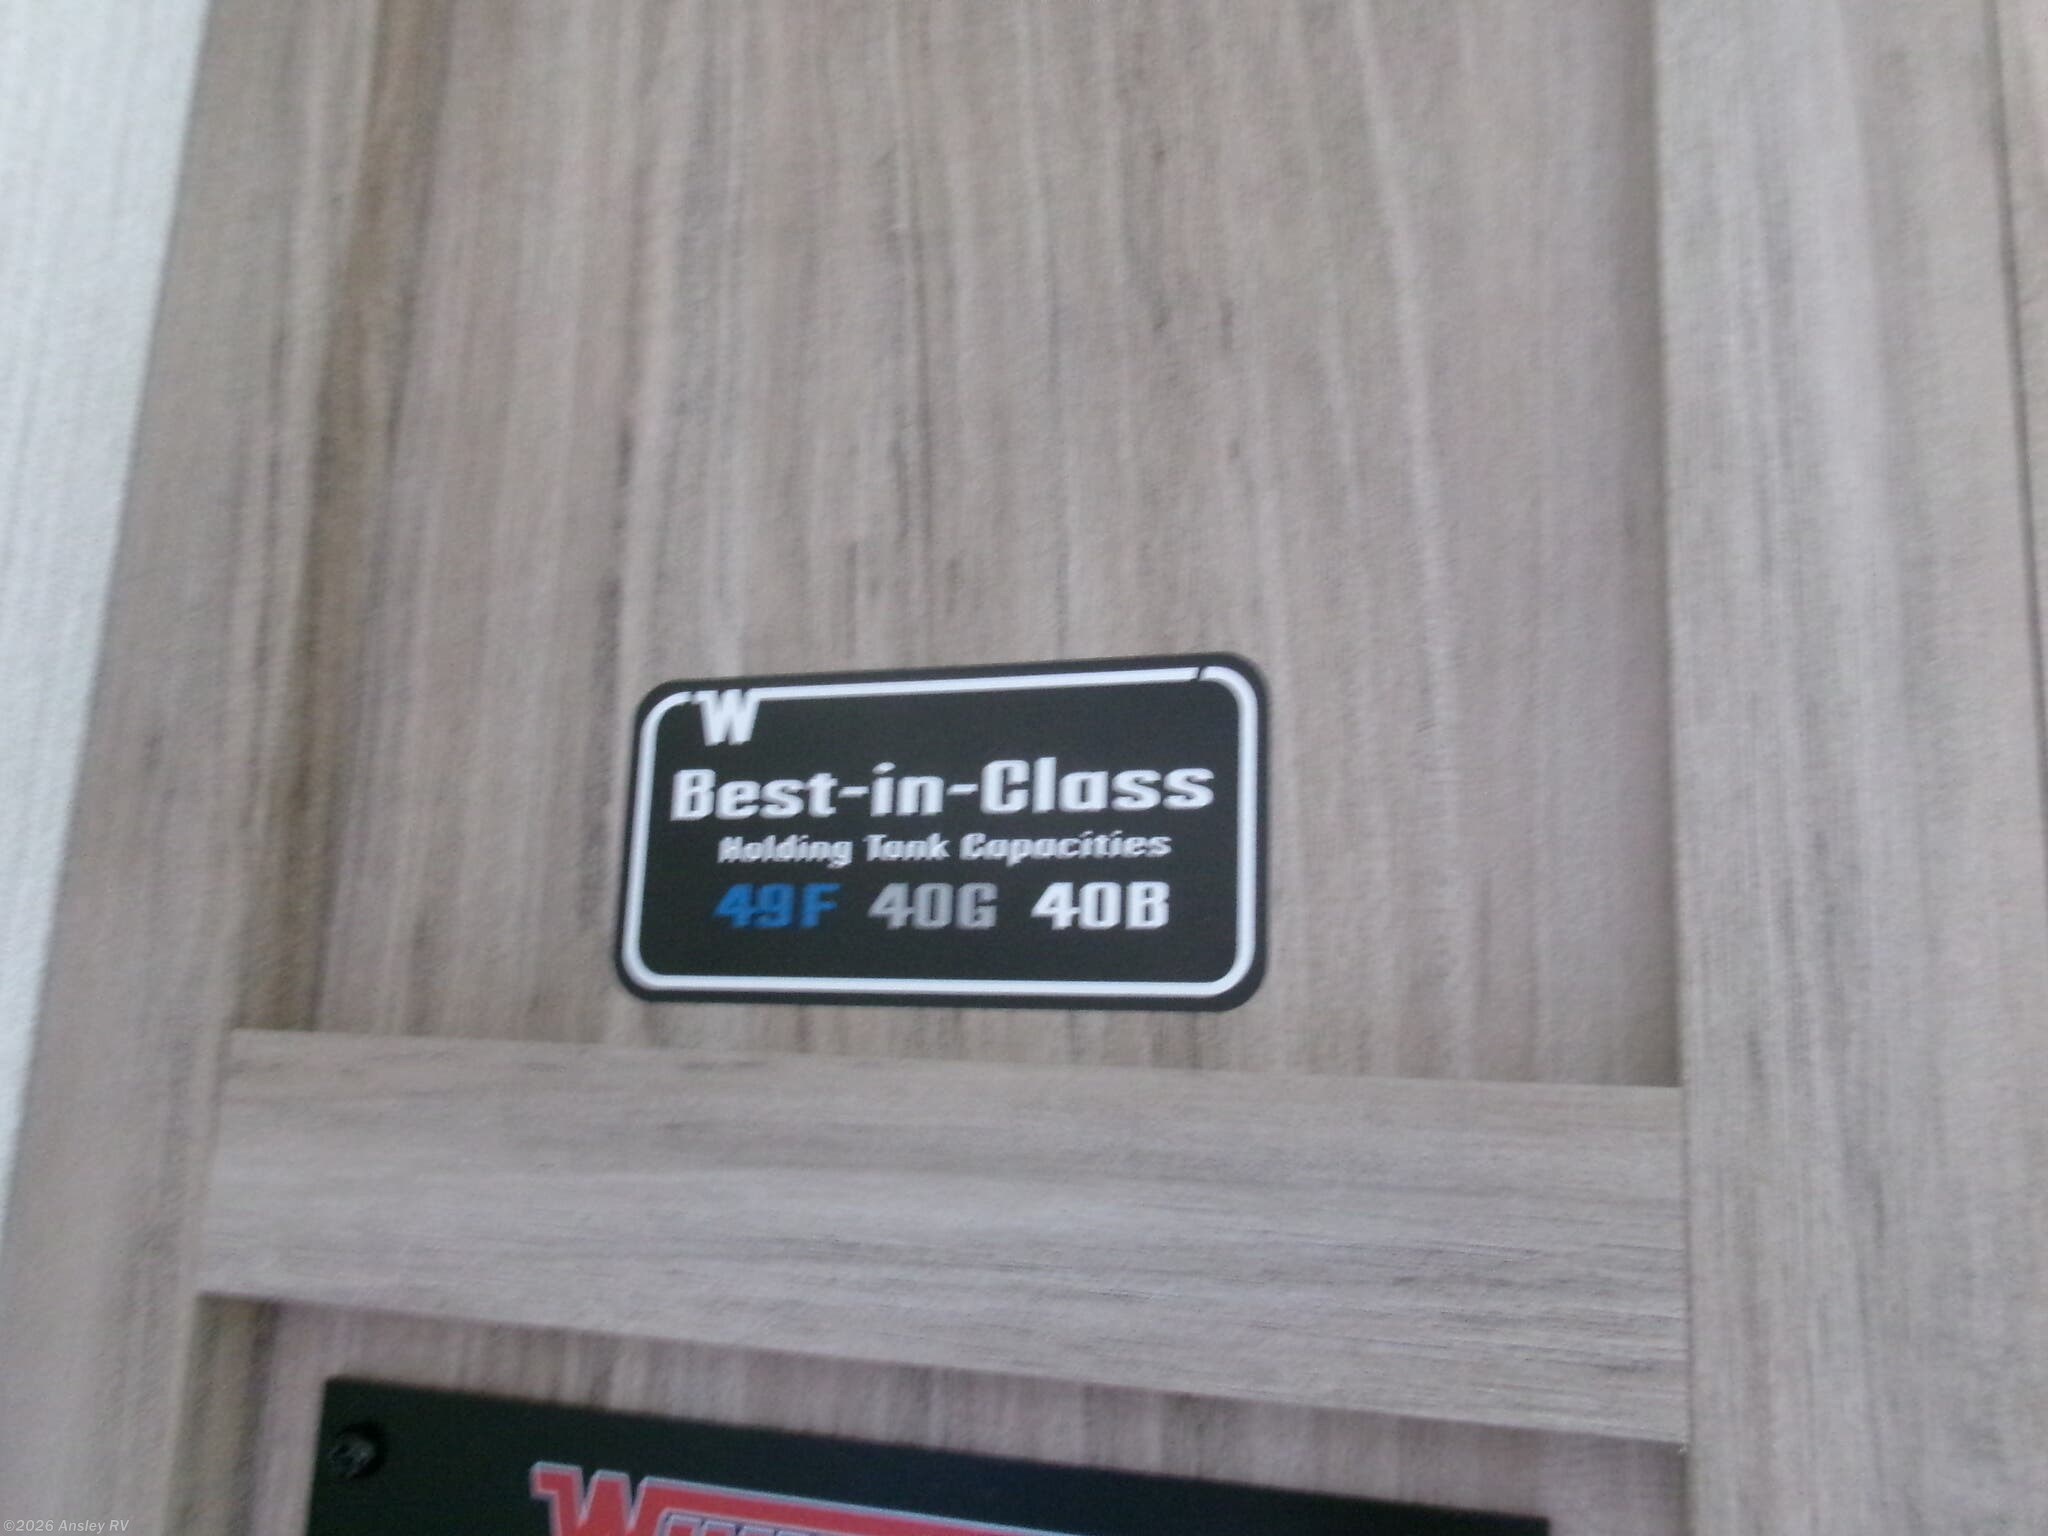 W
Best-in-Class
Holding Tank Capacities
49F 40G 40B
©2026 Ansley RV